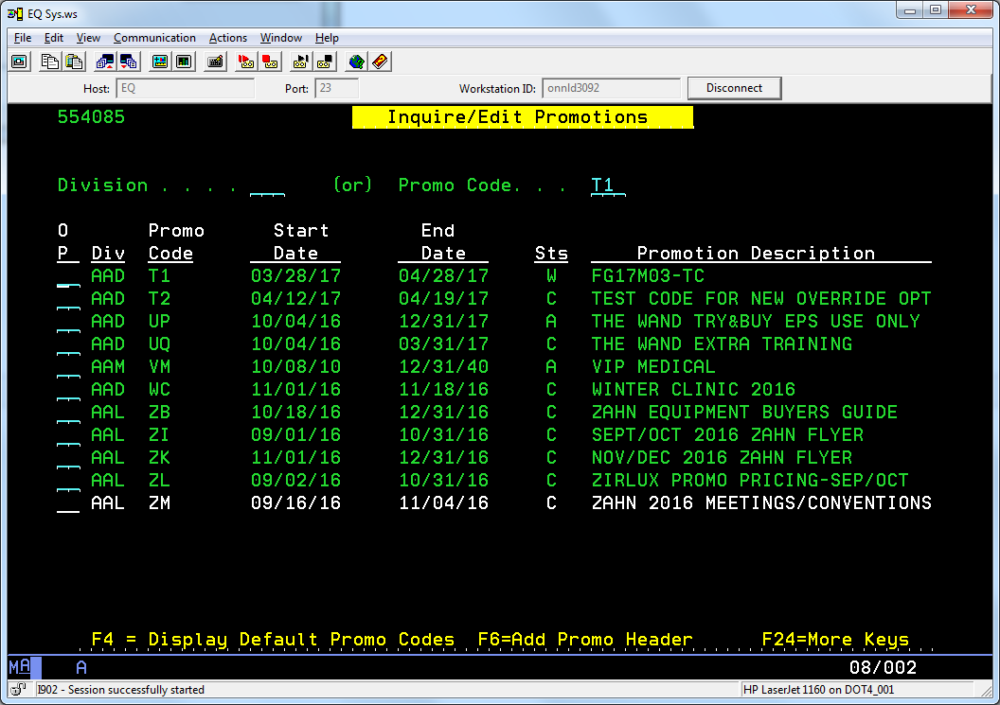 EQ Sys.ws
File Edit View Communication Actions Window Help
Host: EQ Port: 23 Workstation ID: onnld3092 Disconnect
554085 Inquire/Edit Promotions
Division . . . . ___ (or) Promo Code. . . T1
O Promo Start End
P Div Code Date Date Sts Promotion Description
AAD T1 03/28/17 04/28/17 W FG17M03-TC
AAD T2 04/12/17 04/19/17 C TEST CODE FOR NEW OVERRIDE OPT
AAD UP 10/04/16 12/31/17 A THE WAND TRY&BUY EPS USE ONLY
AAD UQ 10/04/16 03/31/17 C THE WAND EXTRA TRAINING
AAM VM 10/08/10 12/31/40 A VIP MEDICAL
AAD WC 11/01/16 11/18/16 C WINTER CLINIC 2016
AAL ZB 10/18/16 12/31/16 C ZAHN EQUIPMENT BUYERS GUIDE
AAL ZI 09/01/16 10/31/16 C SEPT/OCT 2016 ZAHN FLYER
AAL ZK 11/01/16 12/31/16 C NOV/DEC 2016 ZAHN FLYER
AAL ZL 09/02/16 10/31/16 C ZIRLUX PROMO PRICING-SEP/OCT
AAL ZM 09/16/16 11/04/16 C ZAHN 2016 MEETINGS/CONVENTIONS
F4 = Display Default Promo Codes F6=Add Promo Header F24=More Keys
MA A 08/002
I902 - Session successfully started HP LaserJet 1160 on DOT4_001